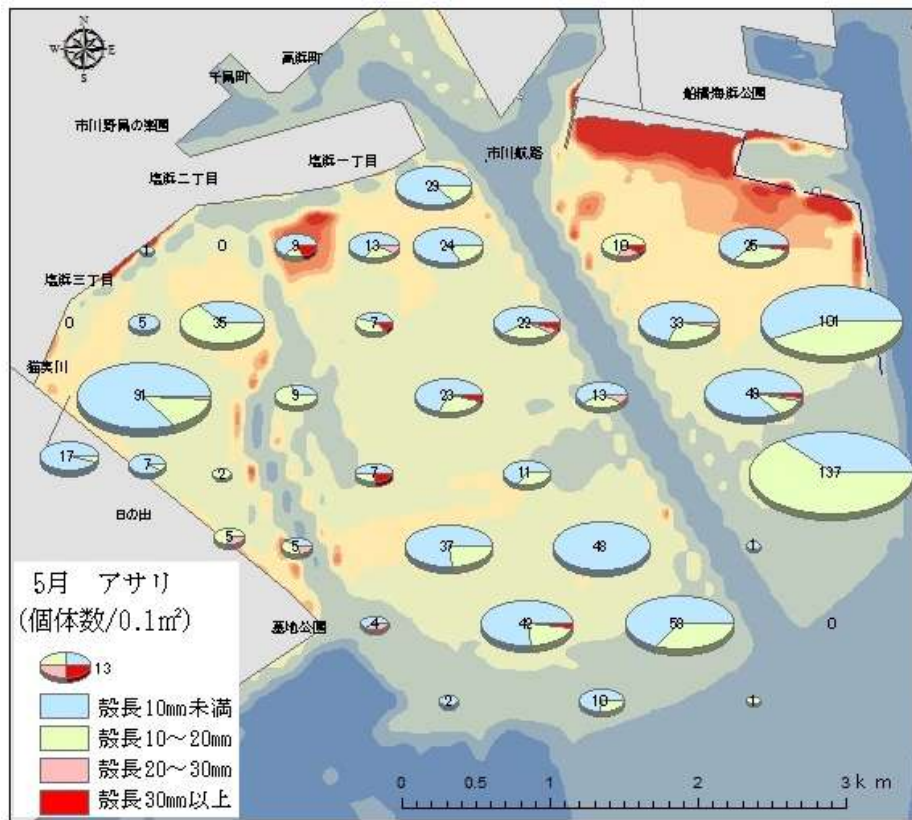 N
W E
S
高浜町
千鳥町
船橋海浜公園
市川野鳥の楽園
市川航路
塩浜一丁目
塩浜二丁目
29
1
0
9
13
24
10
25
塩浜三丁目
0
5
35
7
22
33
101
猫実川
91
9
23
13
49
17
7
2
7
11
137
日の出
5
5
37
48
1
5月 アサリ
(個体数/0.1㎡)
墓地公園
4
49
58
0
13
殻長10㎜未満
2
10
1
殻長10～20㎜
殻長20～30㎜
殻長30㎜以上
0 0.5 1 2 3 km